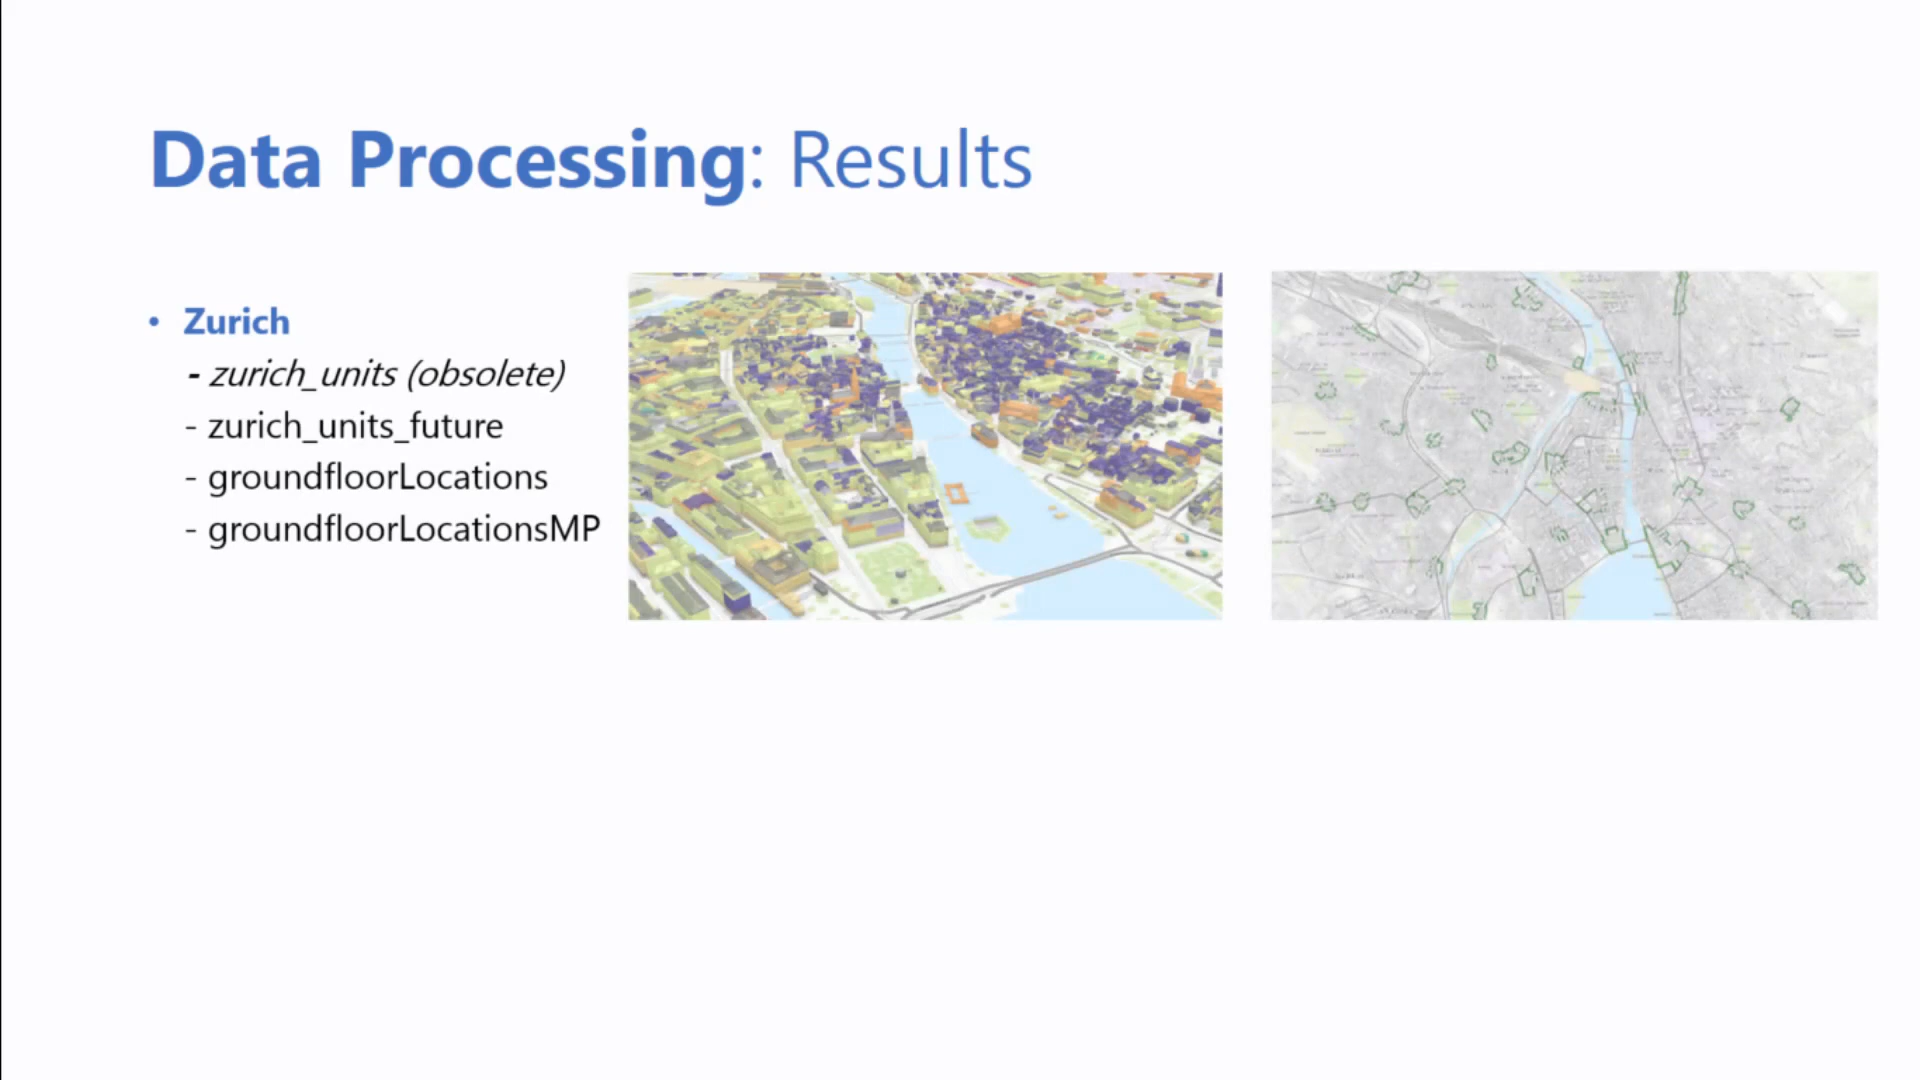 Data Processing: Results
• Zurich
- zurich_units (obsolete)
- zurich_units_future
- groundfloorLocations
- groundfloorLocationsMP